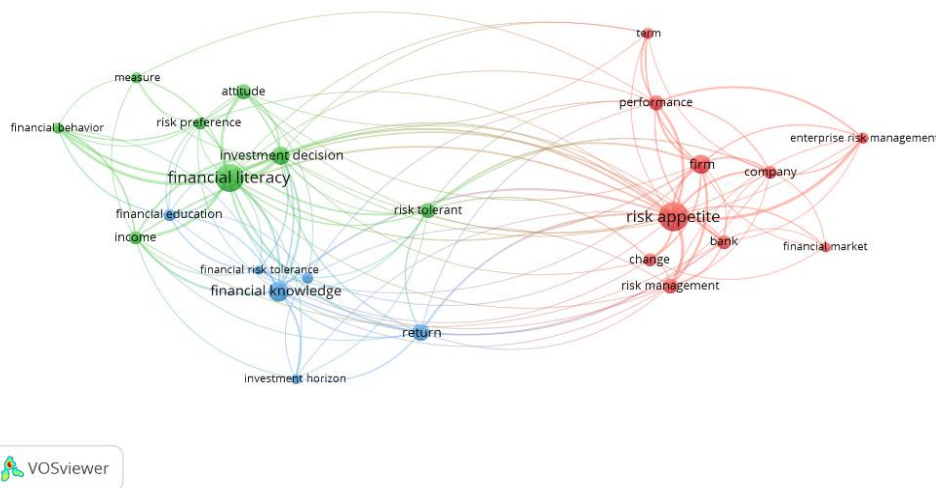 term
measure
attitude
performance
financial behavior
risk preference
enterprise risk management
investment decision
firm
company
financial literacy
financial education
risk tolerant
risk appetite
income
bank
financial market
change
financial risk tolerance
risk management
financial knowledge
return
investment horizon
VOSviewer